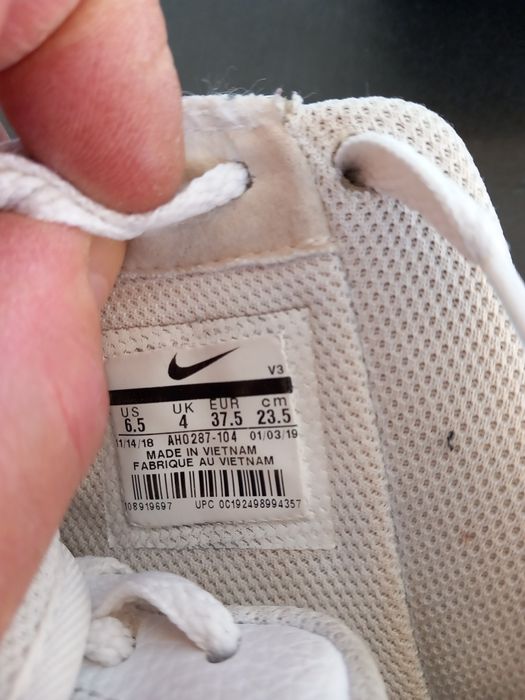 V3
US UK EUR cm
6.5 4 37.5 23.5
11/14/18 AH0287-104 01/03/19
MADE IN VIETNAM
FABRIQUE AU VIETNAM
108919697 UPC 0C192498994357